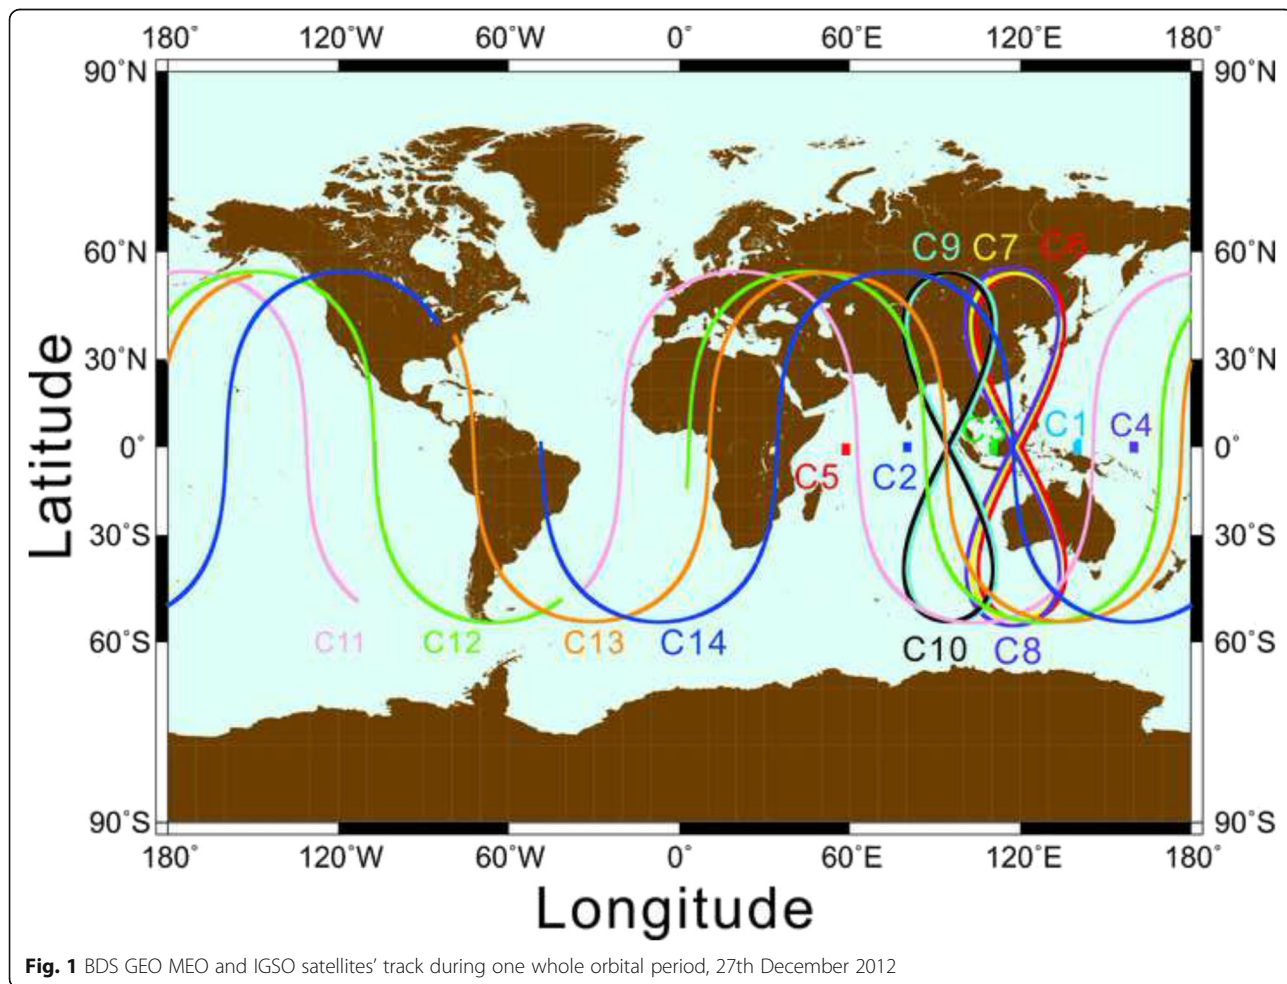 180° 120°W 60°W 0° 60°E 120°E 180°
90°N 90°N
60°N C9 C7 C6 60°N
30°N 30°N
Latitude
0° C5 C2 C3 C1 C4 0°
30°S 30°S
60°S C11 C12 C13 C14 C10 C8 60°S
90°S 90°S
180° 120°W 60°W 0° 60°E 120°E 180°
Longitude
Fig. 1 BDS GEO MEO and IGSO satellites' track during one whole orbital period, 27th December 2012